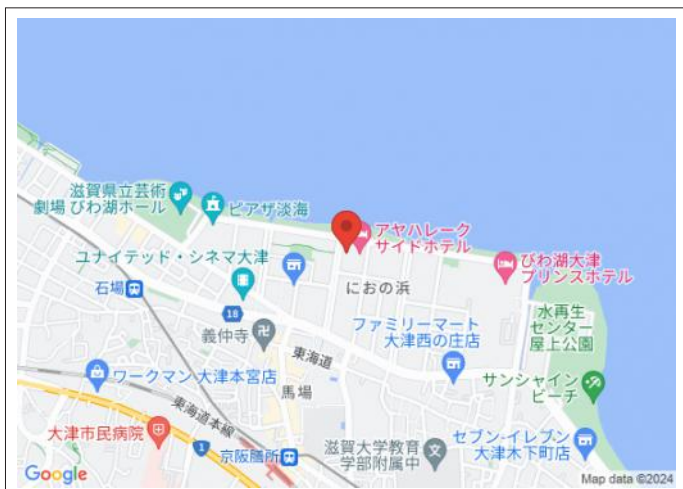 滋賀県立芸術
劇場 びわ湖ホール
ピアザ淡海
アヤハレーク
サイドホテル
ユナイテッド・シネマ大津
びわ湖大津
プリンスホテル
石場
におの浜
18
水再生
センター
屋上公園
義仲寺
東海道
ファミリーマート
大津西の庄店
ワークマン 大津本宮店
馬場
サンシャイン
ビーチ
東海道本線
大津市民病院
1
京阪膳所
滋賀大学教育
学部附属中
セブン-イレブン
大津木下町店
Google
Map data ©2024